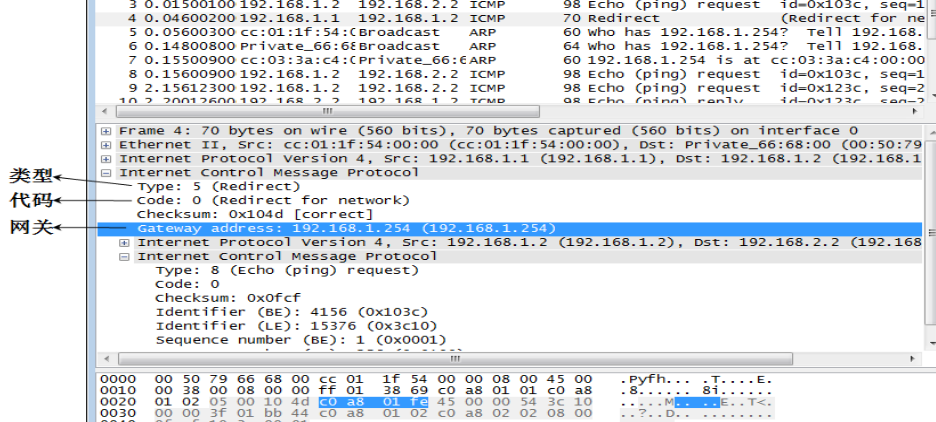 3 0.01500100 192.168.1.2 192.168.2.2 ICMP 98 Echo (ping) request id=0x103c, seq=1
4 0.04600200 192.168.1.1 192.168.1.2 ICMP 70 Redirect (Redirect for ne
5 0.05600300 cc:01:1f:54:( Broadcast ARP 60 Who has 192.168.1.254? Tell 192.168.
6 0.14800800 Private_66:68 Broadcast ARP 64 Who has 192.168.1.254? Tell 192.168.
7 0.15500900 cc:03:3a:c4:( Private_66:6 ARP 60 192.168.1.254 is at cc:03:3a:c4:00:00
8 0.15600900 192.168.1.2 192.168.2.2 ICMP 98 Echo (ping) request id=0x103c, seq=1
9 2.15612300 192.168.1.2 192.168.2.2 ICMP 98 Echo (ping) request id=0x123c, seq=2
10 2.20012600 192.168.2.2 192.168.1.2 ICMP 98 Echo (ping) reply id=0x123c, seq=2
Frame 4: 70 bytes on wire (560 bits), 70 bytes captured (560 bits) on interface 0
Ethernet II, Src: cc:01:1f:54:00:00 (cc:01:1f:54:00:00), Dst: Private_66:68:00 (00:50:79
Internet Protocol Version 4, Src: 192.168.1.1 (192.168.1.1), Dst: 192.168.1.2 (192.168.1
Internet Control Message Protocol
类型 Type: 5 (Redirect)
代码 Code: 0 (Redirect for network)
Checksum: 0x104d [correct]
网关 Gateway address: 192.168.1.254 (192.168.1.254)
Internet Protocol Version 4, Src: 192.168.1.2 (192.168.1.2), Dst: 192.168.2.2 (192.168
Internet Control Message Protocol
Type: 8 (Echo (ping) request)
Code: 0
Checksum: 0x0fcf
Identifier (BE): 4156 (0x103c)
Identifier (LE): 15376 (0x3c10)
Sequence number (BE): 1 (0x0001)
0000 00 50 79 66 68 00 cc 01 1f 54 00 00 08 00 45 00 .Pyfh... .T....E.
0010 00 38 00 08 00 00 ff 01 38 69 c0 a8 01 01 c0 a8 .8...... 8i......
0020 01 02 05 00 10 4d c0 a8 01 fe 45 00 00 54 3c 10 .....M.. ..E..T<.
0030 00 00 3f 01 bb 44 c0 a8 01 02 c0 a8 02 02 08 00 ..?..D.. ........